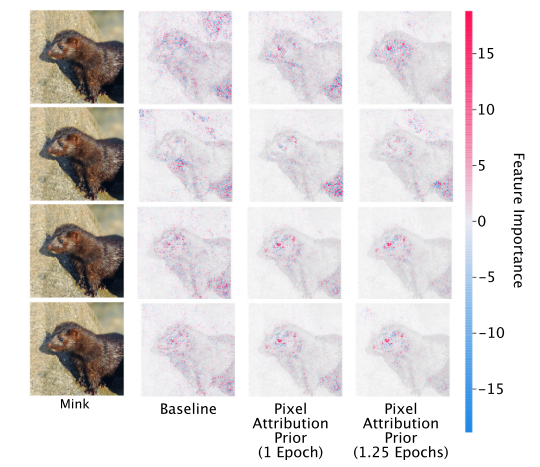 15
10
5
0
−5
−10
−15
Feature Importance
Mink
Baseline
Pixel
Attribution
Prior
(1 Epoch)
Pixel
Attribution
Prior
(1.25 Epochs)